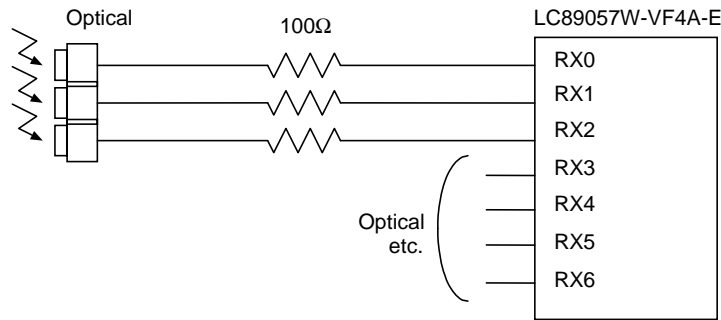 Optical
100Ω
LC89057W-VF4A-E
RX0
RX1
RX2
RX3
RX4
RX5
RX6
Optical
etc.